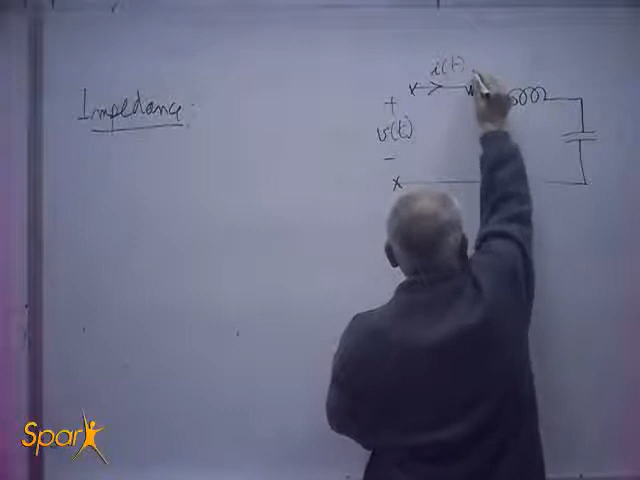 Impedance
i(t)
+
v(t)
-
Spark